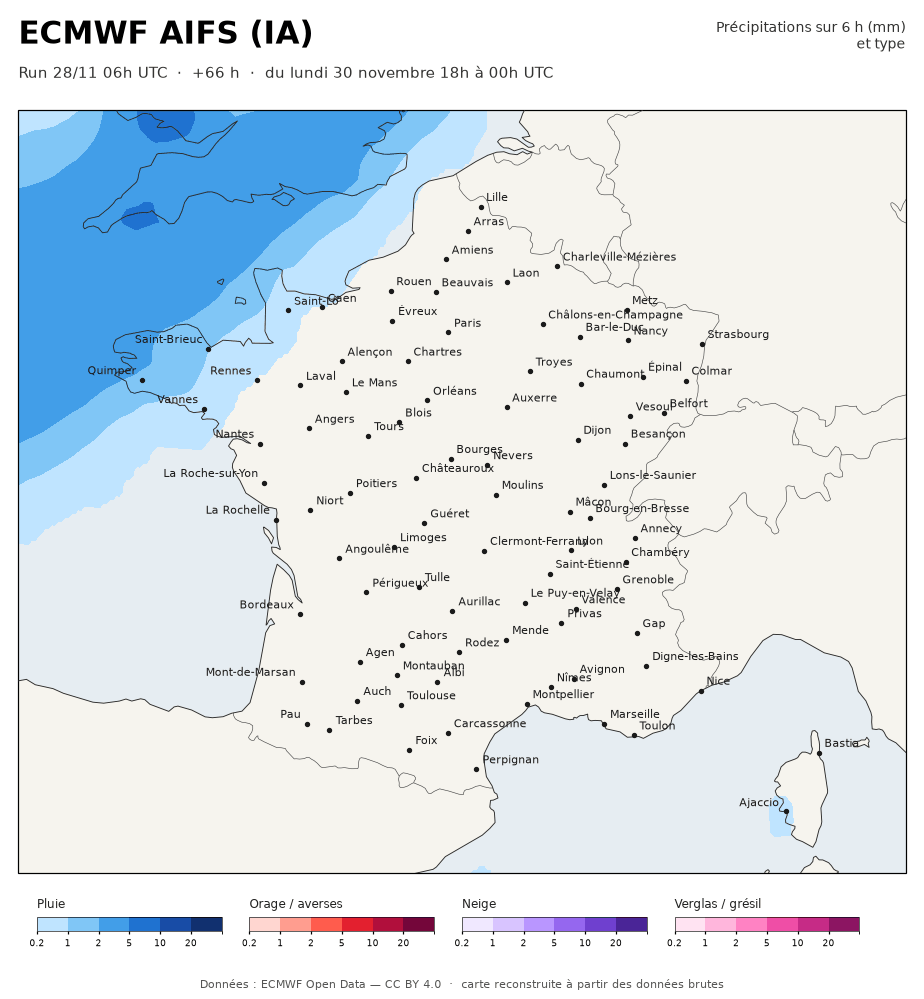 ECMWF AIFS (IA)
Précipitations sur 6 h (mm)
et type
Run 28/11 06h UTC · +66 h · du lundi 30 novembre 18h à 00h UTC
Lille
Arras
Amiens
Charleville-Mézières
Laon
Rouen
Beauvais
Saint-Lô
Caen
Metz
Évreux
Châlons-en-Champagne
Paris
Bar-le-Duc
Nancy
Saint-Brieuc
Strasbourg
Alençon
Chartres
Troyes
Quimper
Rennes
Laval
Le Mans
Chaumont
Épinal
Colmar
Vannes
Orléans
Auxerre
Blois
Vesoul
Belfort
Angers
Tours
Nantes
Dijon
Besançon
Bourges
Nevers
La Roche-sur-Yon
Châteauroux
Lons-le-Saunier
Poitiers
Moulins
Niort
La Rochelle
Mâcon
Bourg-en-Bresse
Guéret
Annecy
Limoges
Angoulême
Clermont-Ferrand
Lyon
Chambéry
Saint-Étienne
Périgueux
Tulle
Grenoble
Le Puy-en-Velay
Valence
Bordeaux
Aurillac
Privas
Mende
Gap
Cahors
Rodez
Agen
Digne-les-Bains
Mont-de-Marsan
Montauban
Albi
Nîmes
Avignon
Nice
Auch
Toulouse
Montpellier
Pau
Tarbes
Carcassonne
Marseille
Toulon
Foix
Bastia
Perpignan
Ajaccio
Pluie
0.2 1 2 5 10 20
Orage / averses
0.2 1 2 5 10 20
Neige
0.2 1 2 5 10 20
Verglas / grésil
0.2 1 2 5 10 20
Données : ECMWF Open Data — CC BY 4.0 · carte reconstruite à partir des données brutes